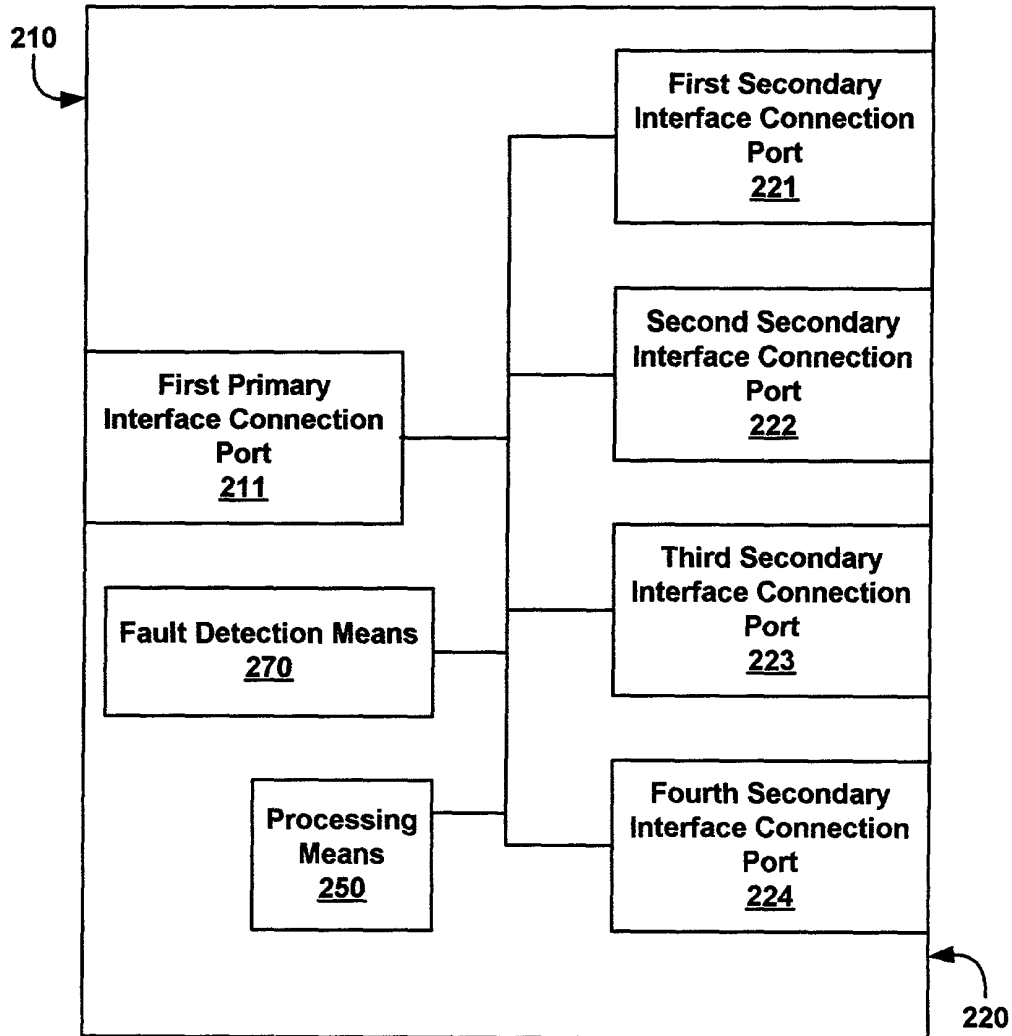 210
First Secondary
Interface Connection
Port
221
Second Secondary
Interface Connection
Port
222
First Primary
Interface Connection
Port
211
Third Secondary
Interface Connection
Port
223
Fault Detection Means
270
Fourth Secondary
Interface Connection
Port
224
Processing
Means
250
220